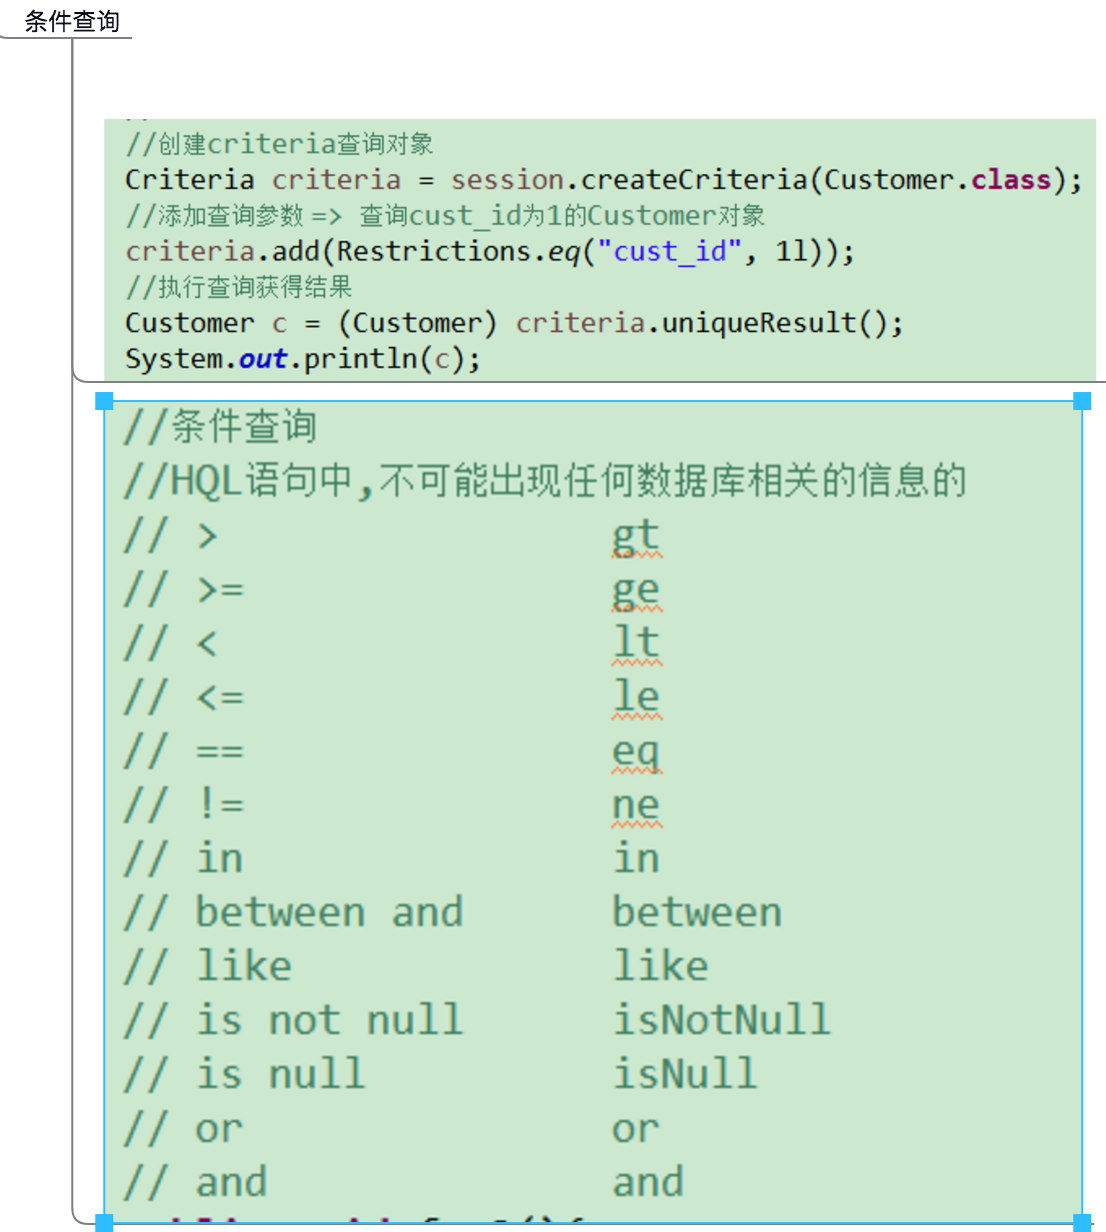 条件查询
//创建criteria查询对象
Criteria criteria = session.createCriteria(Customer.class);
//添加查询参数 => 查询cust_id为1的Customer对象
criteria.add(Restrictions.eq("cust_id", 1l));
//执行查询获得结果
Customer c = (Customer) criteria.uniqueResult();
System.out.println(c);
//条件查询
//HQL语句中,不可能出现任何数据库相关的信息的
// > gt
// >= ge
// < lt
// <= le
// == eq
// != ne
// in in
// between and between
// like like
// is not null isNotNull
// is null isNull
// or or
// and and